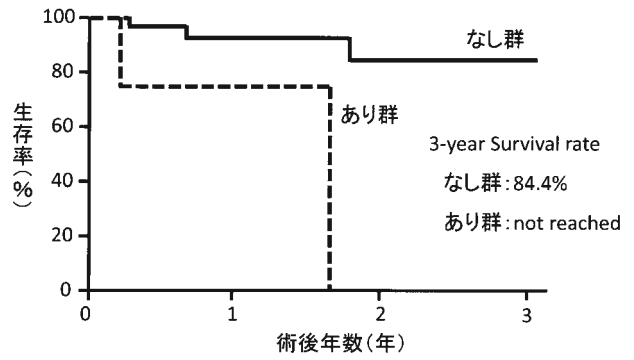 100
80
60
40
20
0
生存率(%)
なし群
あり群
3-year Survival rate
なし群:84.4%
あり群:not reached
0 1 2 3
術後年数(年)